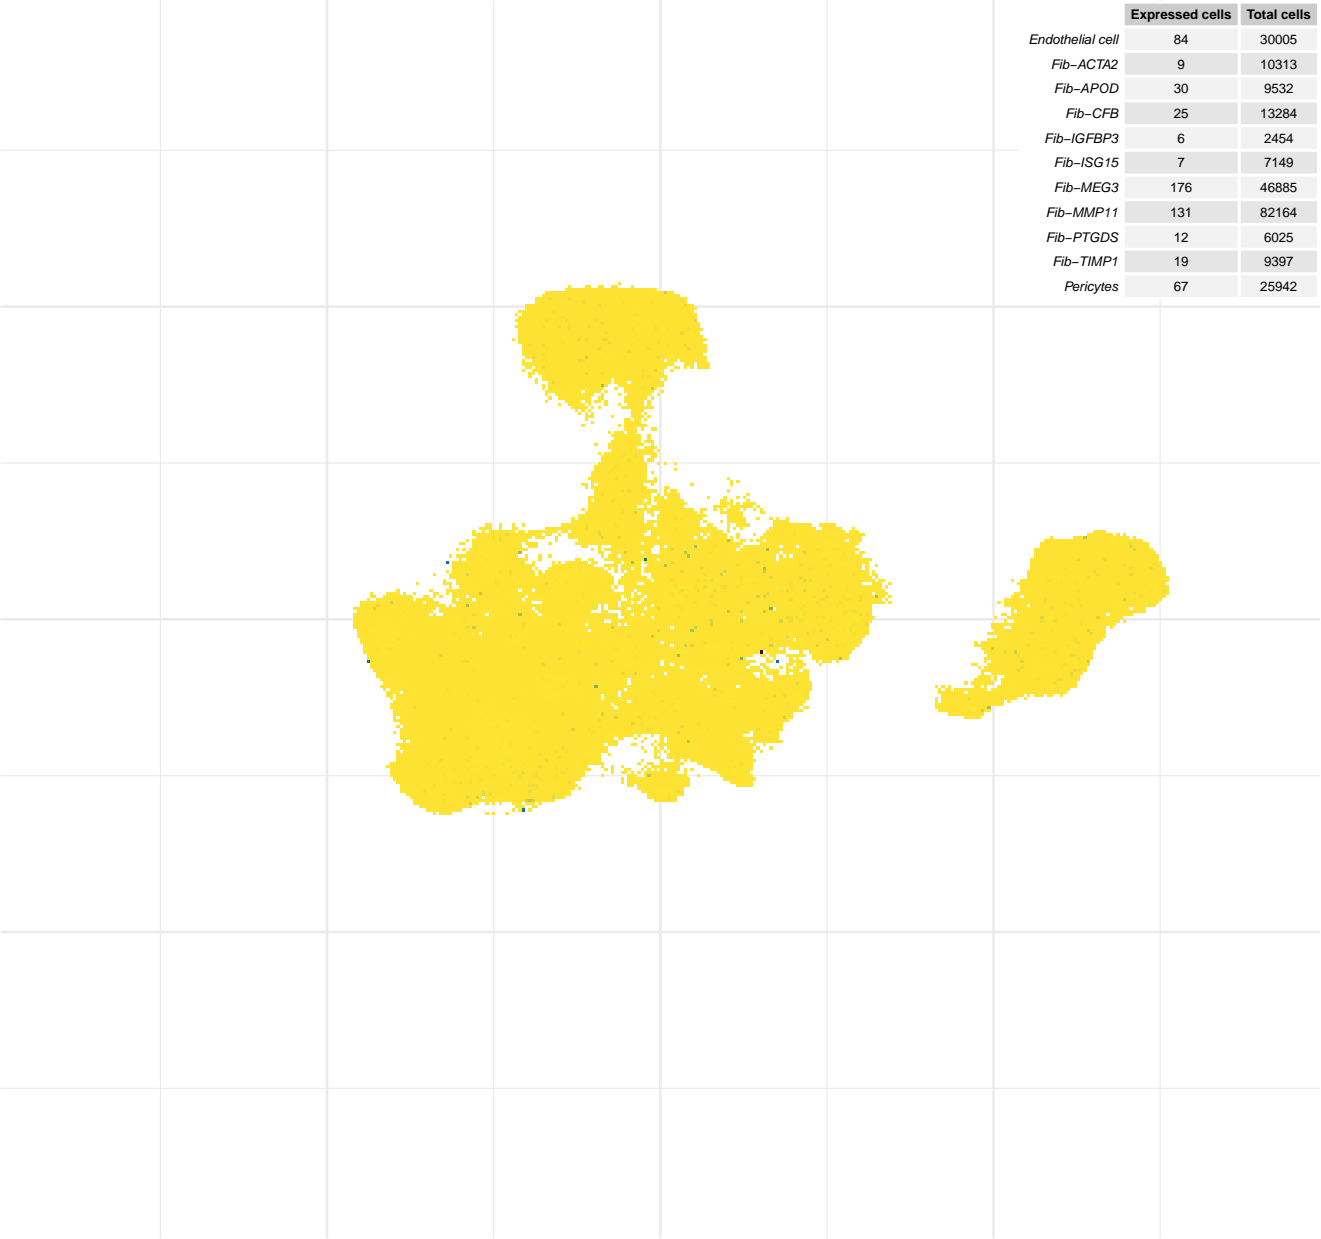 Expressed cells Total cells
Endothelial cell 84 30005
Fib−ACTA2 9 10313
Fib−APOD 30 9532
Fib−CFB 25 13284
Fib−IGFBP3 6 2454
Fib−ISG15 7 7149
Fib−MEG3 176 46885
Fib−MMP11 131 82164
Fib−PTGDS 12 6025
Fib−TIMP1 19 9397
Pericytes 67 25942